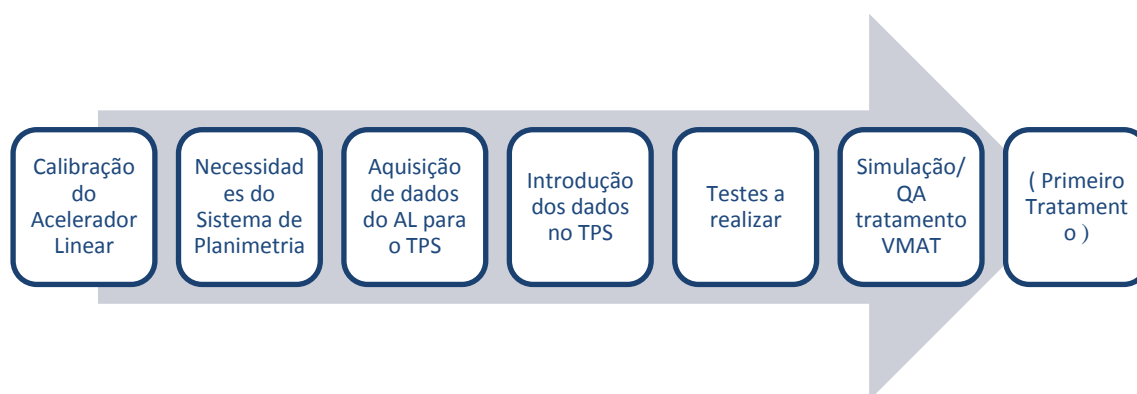 Calibração
do
Acelerador
Linear
Necessidad
es do
Sistema de
Planimetria
Aquisição
de dados
do AL para
o TPS
Introdução
dos dados
no TPS
Testes a
realizar
Simulação/
QA
tratamento
VMAT
( Primeiro
Tratament
o )